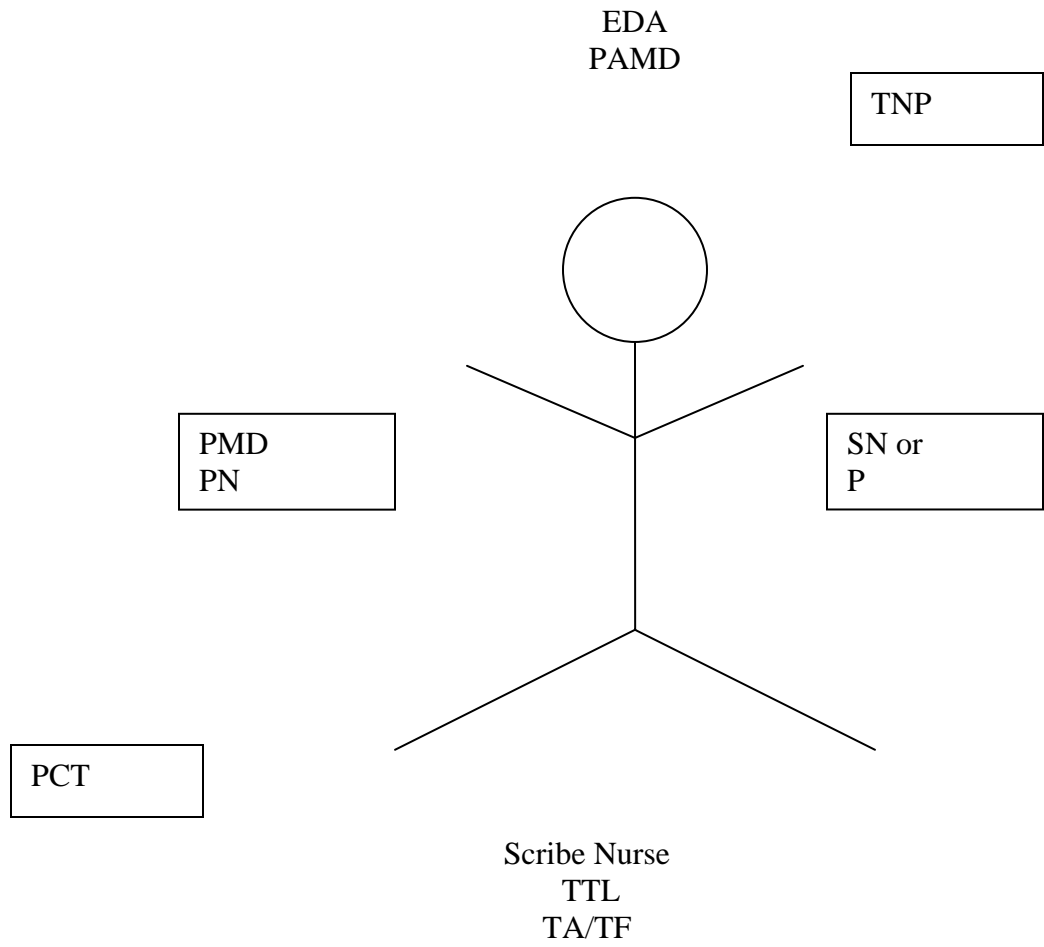 EDA
PAMD
TNP
PMD
PN
SN or
P
PCT
Scribe Nurse
TTL
TA/TF